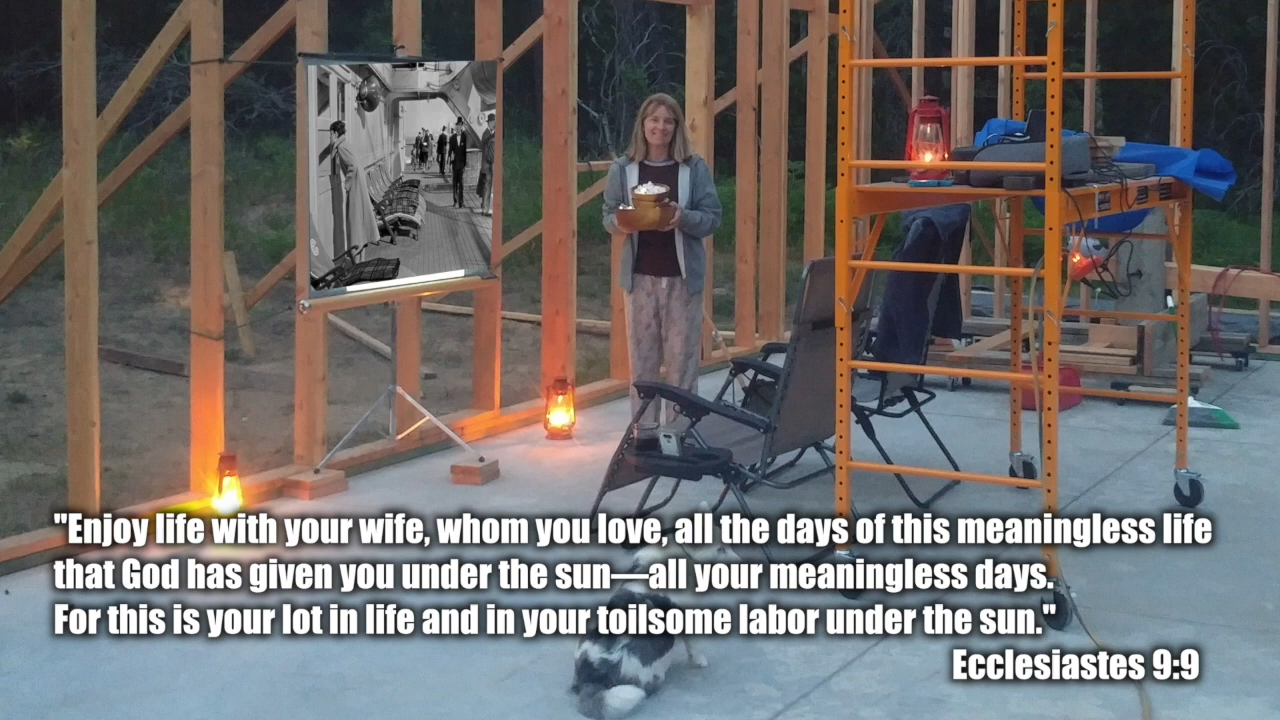 "Enjoy life with your wife, whom you love, all the days of this meaningless life
that God has given you under the sun—all your meaningless days.
For this is your lot in life and in your toilsome labor under the sun."
Ecclesiastes 9:9